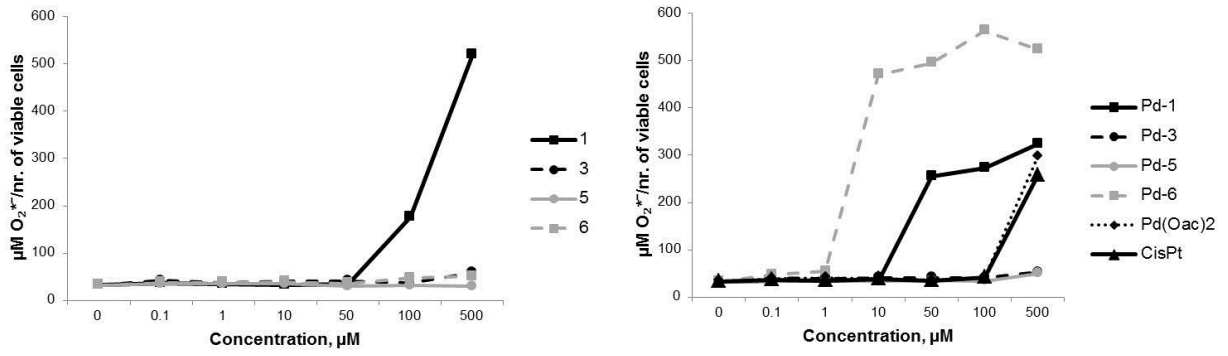 600
500
400
300
200
100
0
µM O₂*⁻/nr. of viable cells
0 0.1 1 10 50 100 500
Concentration, µM
1
3
5
6
600
500
400
300
200
100
0
µM O₂*⁻/nr. of viable cells
0 0.1 1 10 50 100 500
Concentration, µM
Pd-1
Pd-3
Pd-5
Pd-6
Pd(Oac)2
CisPt